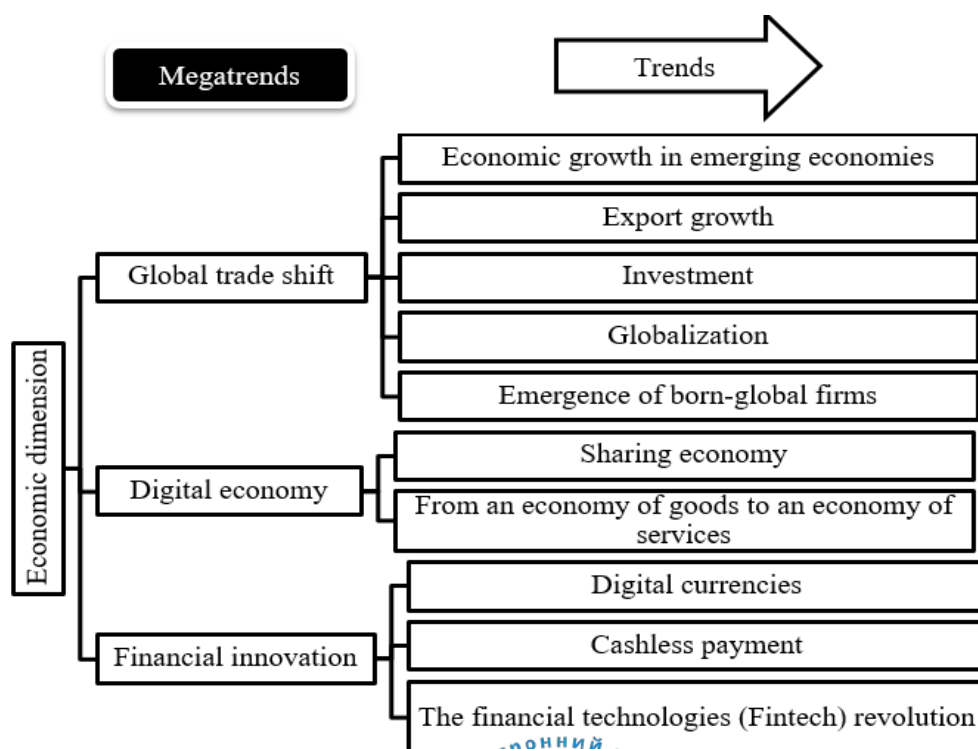 Megatrends
Trends
Economic dimension
Global trade shift
Economic growth in emerging economies
Export growth
Investment
Globalization
Emergence of born-global firms
Digital economy
Sharing economy
From an economy of goods to an economy of
services
Financial innovation
Digital currencies
Cashless payment
The financial technologies (Fintech) revolution